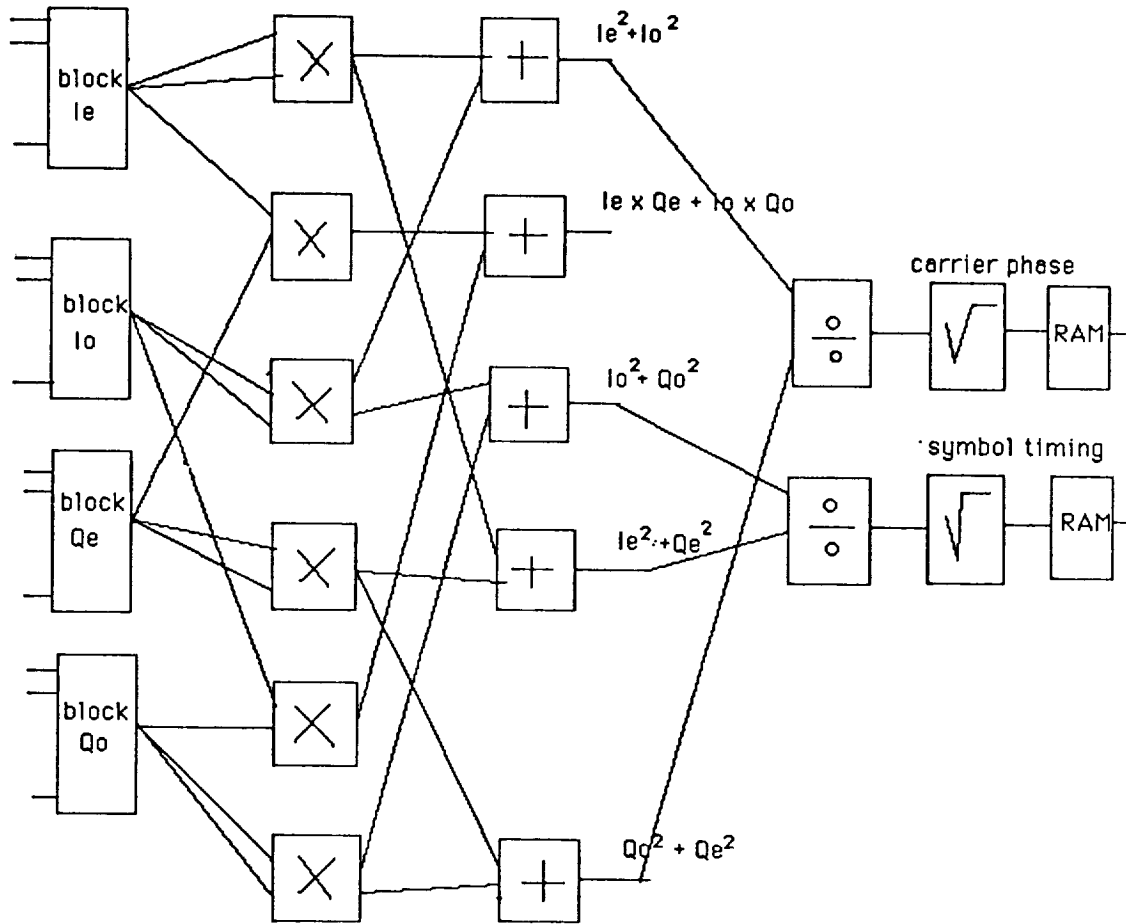 block
Ie
block
Io
block
Qe
block
Qo
Ie²+Io²
Ie x Qe + Io x Qo
Io²+ Qo²
Ie²+Qe²
Qo² + Qe²
carrier phase
RAM
symbol timing
RAM